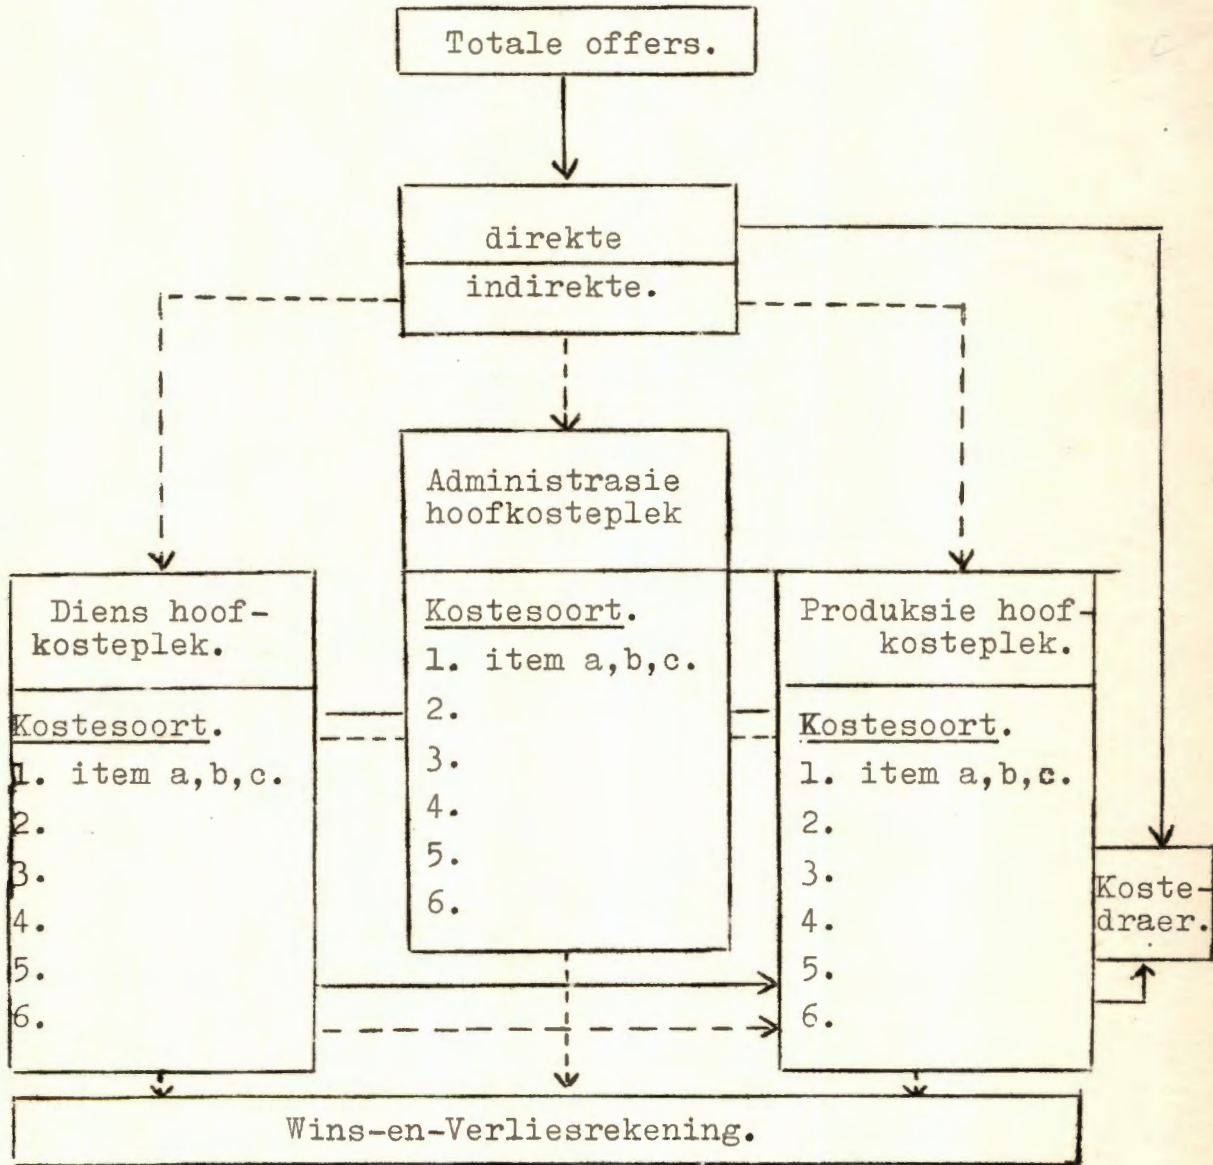 Totale offers.
direkte
indirekte.
Administrasie
hoofkosteplek
Kostesoort.
1. item a,b,c.
2.
3.
4.
5.
6.
Diens hoof-
kosteplek.
Kostesoort.
1. item a,b,c.
2.
3.
4.
5.
6.
Produksie hoof-
kosteplek.
Kostesoort.
1. item a,b,c.
2.
3.
4.
5.
6.
Koste-
draer.
Wins-en-Verliesrekening.